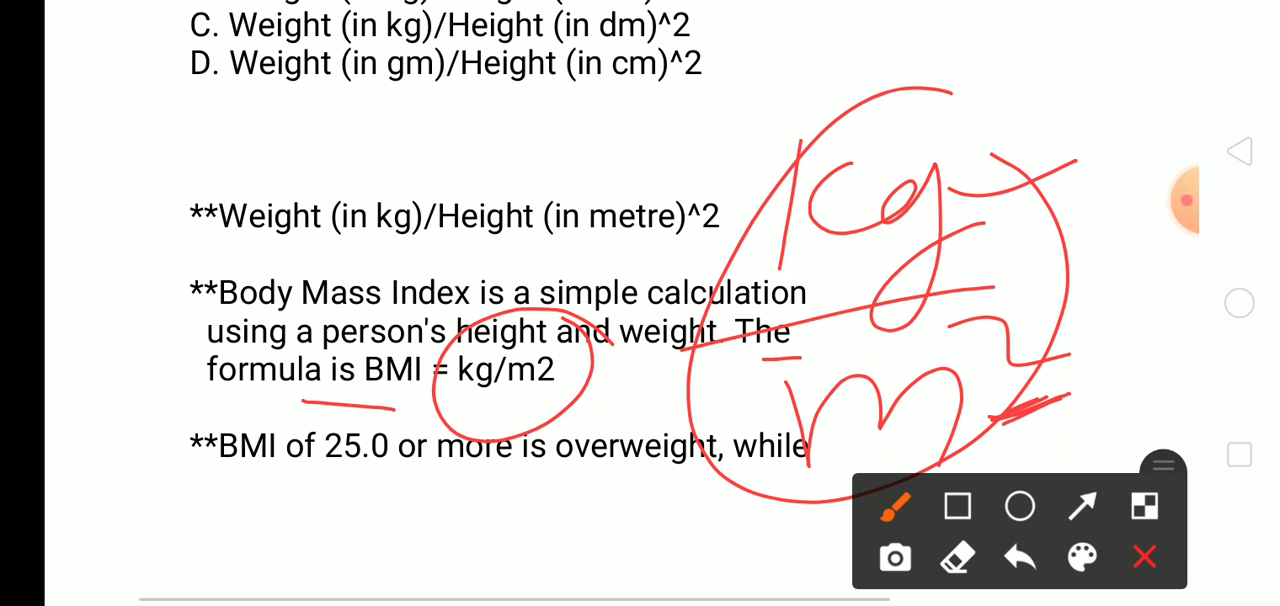 C. Weight (in kg)/Height (in dm)^2
D. Weight (in gm)/Height (in cm)^2
**Weight (in kg)/Height (in metre)^2
**Body Mass Index is a simple calculation
using a person's height and weight. The
formula is BMI = kg/m2
**BMI of 25.0 or more is overweight, while
kg
m2